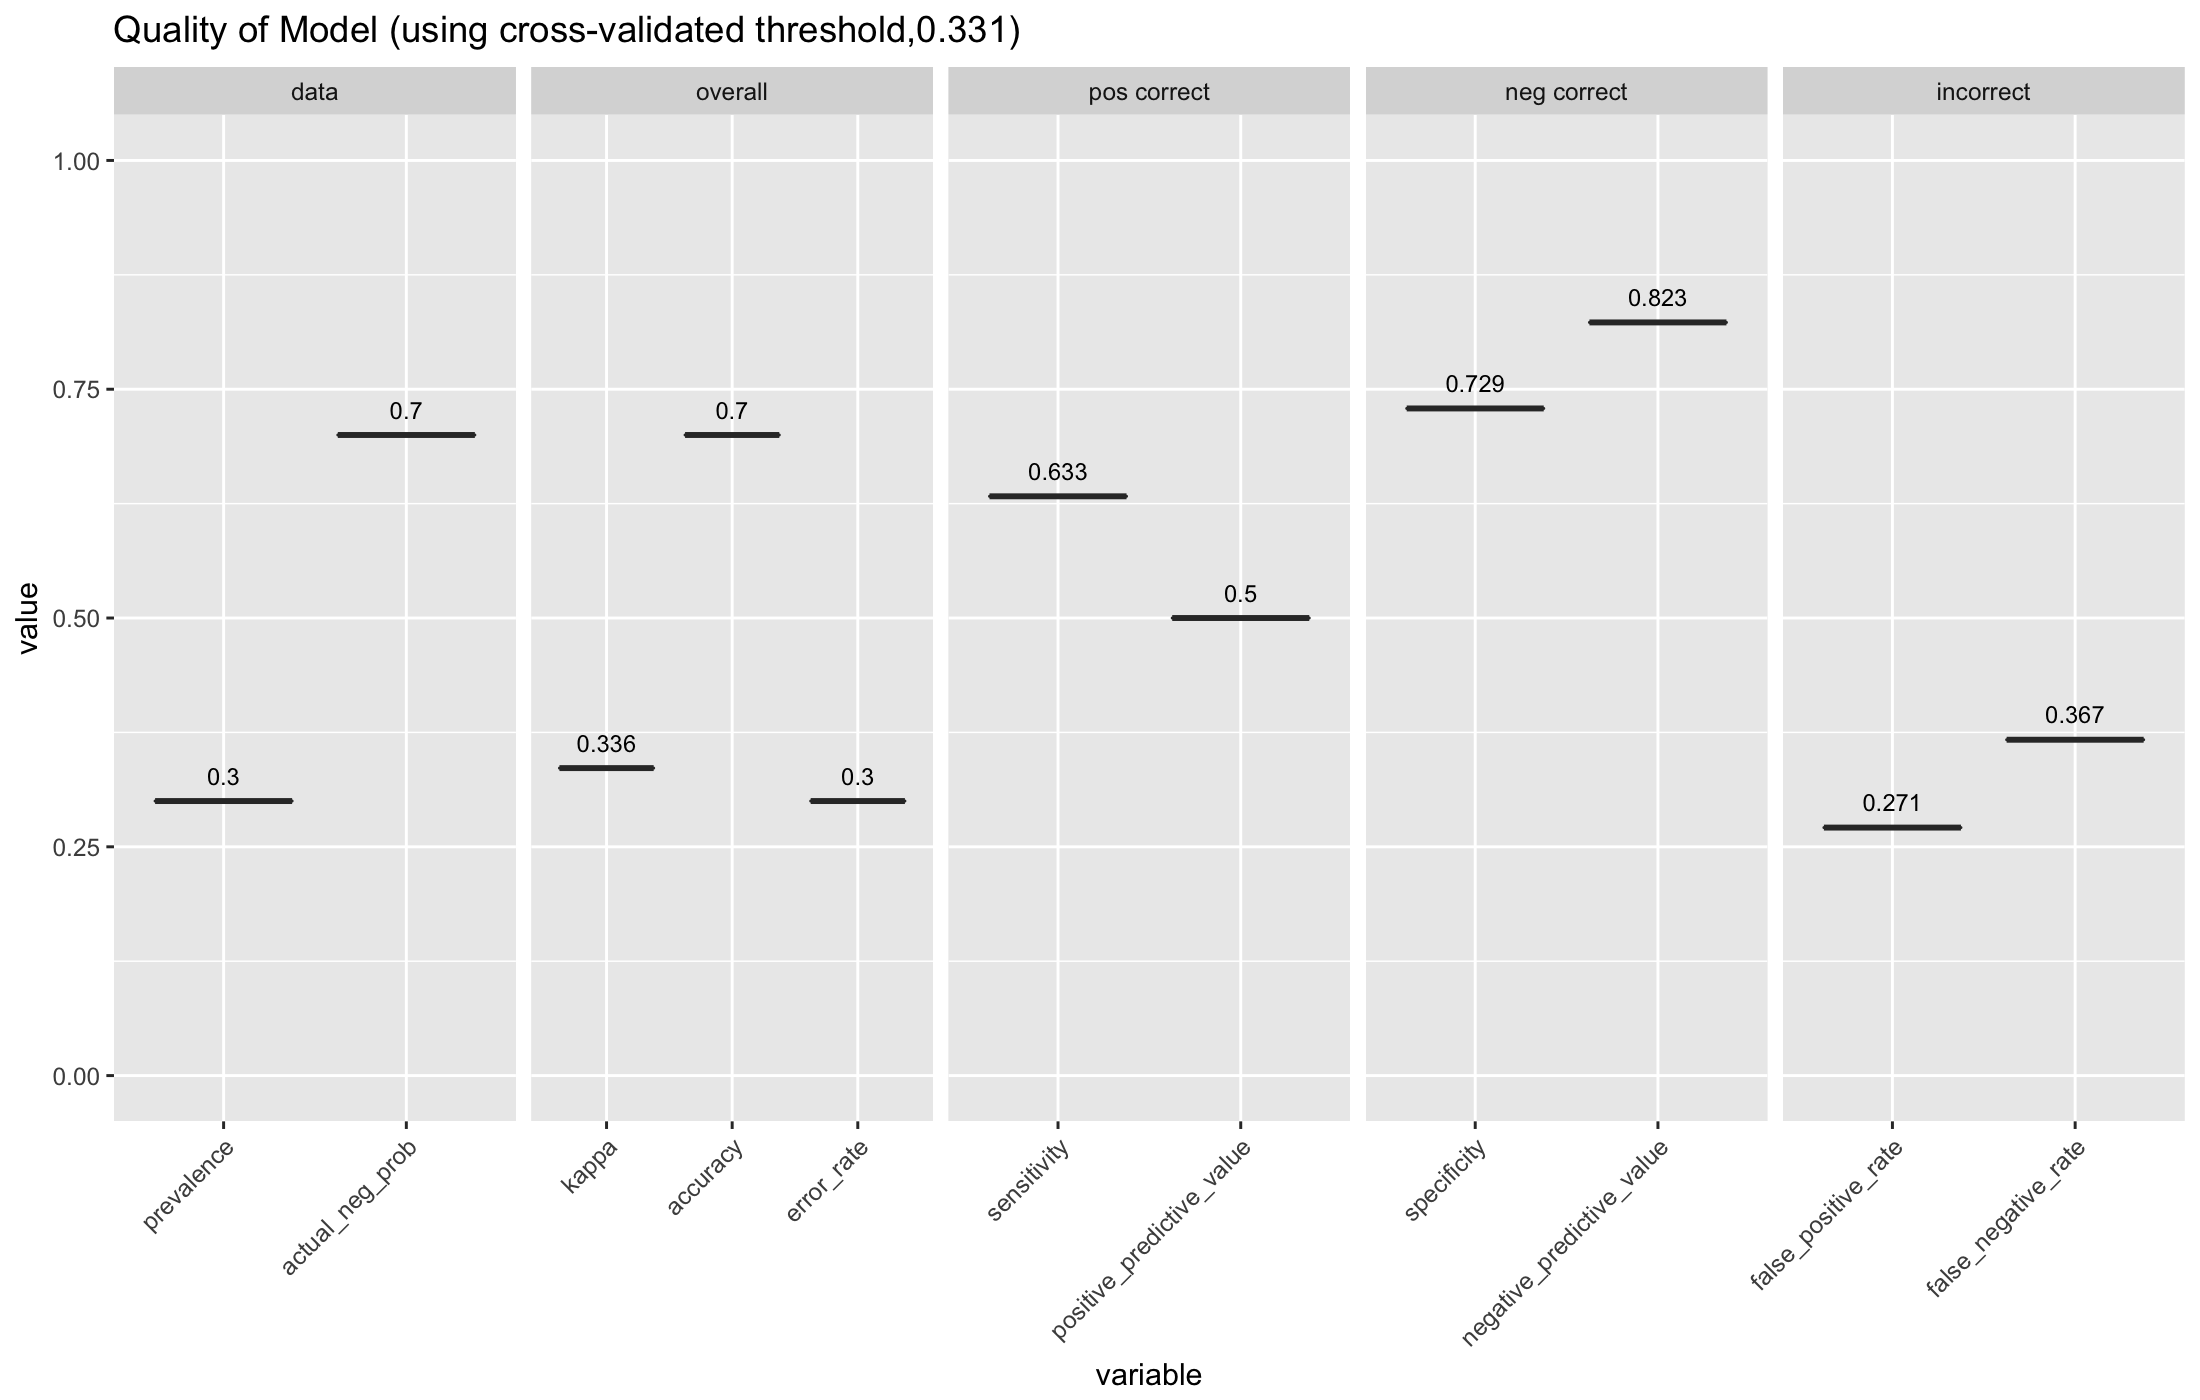 Quality of Model (using cross-validated threshold,0.331)
data
overall
pos correct
neg correct
incorrect
value
1.00
0.75
0.50
0.25
0.00
0.3
0.7
0.336
0.7
0.3
0.633
0.5
0.729
0.823
0.271
0.367
prevalence
actual_neg_prob
kappa
accuracy
error_rate
sensitivity
positive_predictive_value
specificity
negative_predictive_value
false_positive_rate
false_negative_rate
variable